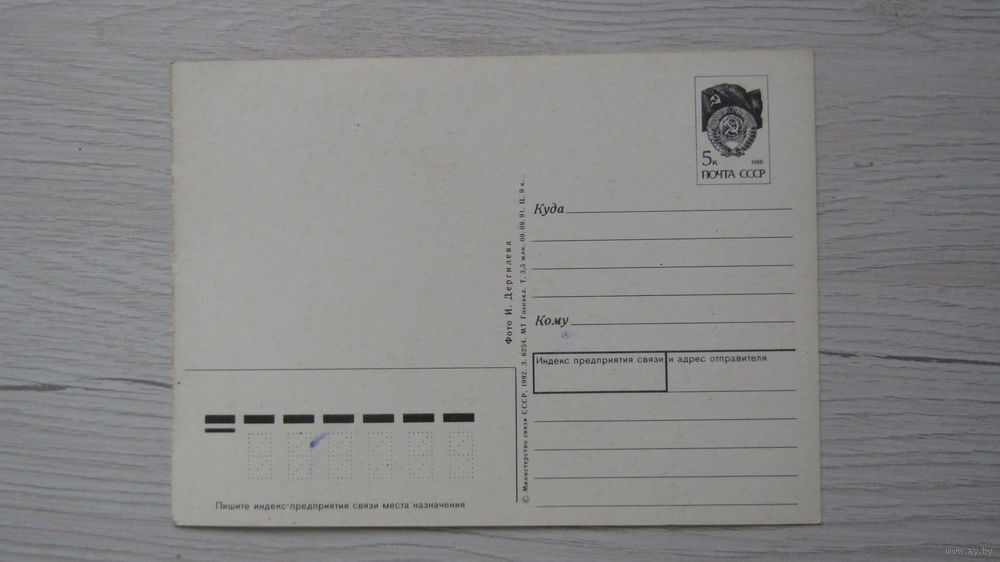 5к 1988
ПОЧТА СССР
Куда
Кому
Индекс предприятия связи и адрес отправителя
Фото И. Дергилева
© Министерство связи СССР, 1992. З. 6254. МТ Гознака. Т. 3,5 млн. 09.09.91. Ц. 9 к.
Пишите индекс предприятия связи места назначения
www.ay.by